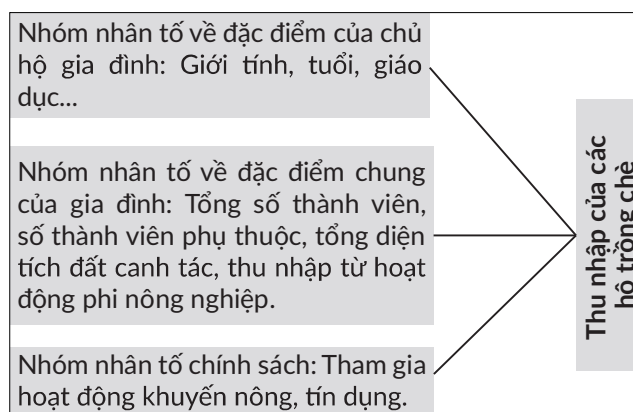 Nhóm nhân tố về đặc điểm của chủ
hộ gia đình: Giới tính, tuổi, giáo
dục...
Nhóm nhân tố về đặc điểm chung
của gia đình: Tổng số thành viên,
số thành viên phụ thuộc, tổng diện
tích đất canh tác, thu nhập từ hoạt
động phi nông nghiệp.
Nhóm nhân tố chính sách: Tham gia
hoạt động khuyến nông, tín dụng.
Thu nhập của các
hộ trồng chè